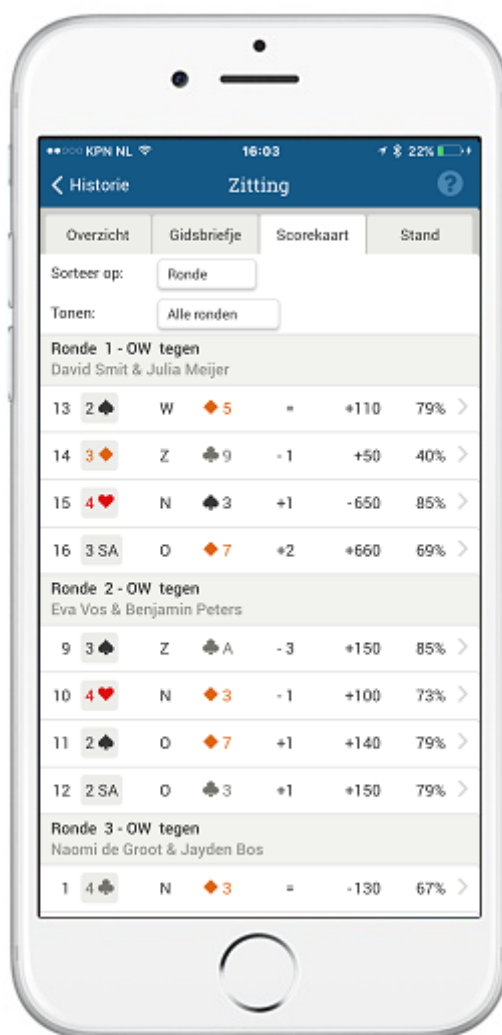 KPN NL 16:03 22%
Historie Zitting ?
Overzicht Gidsbriefje Scorekaart Stand
Sorteer op: Ronde
Tonen: Alle ronden
Ronde 1 - OW tegen
David Smit & Julia Meijer
13 2♠ W ♦5 = +110 79%
14 3♦ Z ♣9 -1 +50 40%
15 4♥ N ♠3 +1 -650 85%
16 3 SA O ♦7 +2 +660 69%
Ronde 2 - OW tegen
Eva Vos & Benjamin Peters
9 3♠ Z ♣A -3 +150 85%
10 4♥ N ♦3 -1 +100 73%
11 2♠ O ♦7 +1 +140 79%
12 2 SA O ♣3 +1 +150 79%
Ronde 3 - OW tegen
Naomi de Groot & Jayden Bos
1 4♣ N ♦3 = -130 67%